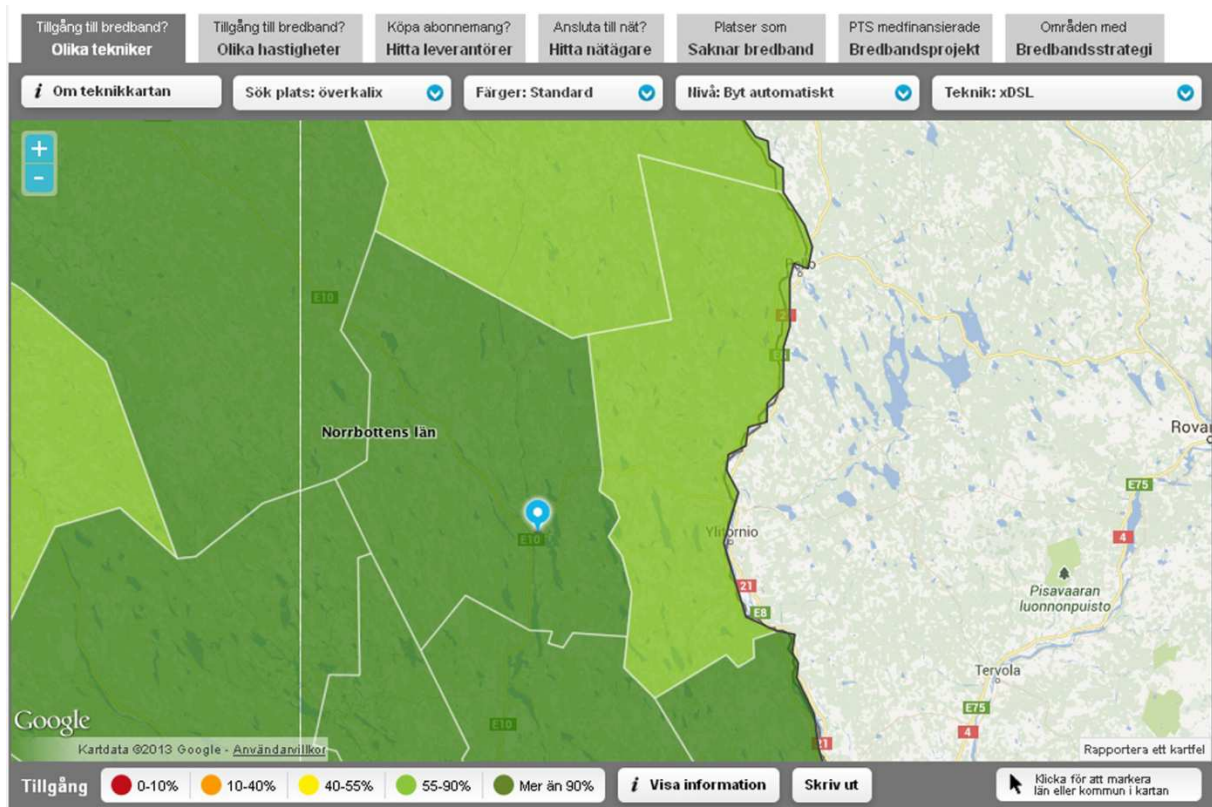 Tillgång till bredband?
Olika tekniker
Tillgång till bredband?
Olika hastigheter
Köpa abonnemang?
Hitta leverantörer
Ansluta till nät?
Hitta nätägare
Platser som
Saknar bredband
PTS medfinansierade
Bredbandsprojekt
Områden med
Bredbandsstrategi
i Om teknikkartan
Sök plats: överkalix
Färger: Standard
Nivå: Byt automatiskt
Teknik: xDSL
+
-
E10
E8
Rovan
Norrbottens län
E75
E10
Ylitornio
4
21
Pisavaaran
luonnonpuisto
E8
Tervola
E75
E10
4
21
Google
Kartdata ©2013 Google - Användarvillkor
Rapportera ett kartfel
Tillgång
0-10%
10-40%
40-55%
55-90%
Mer än 90%
i Visa information
Skriv ut
Klicka för att markera
län eller kommun i kartan